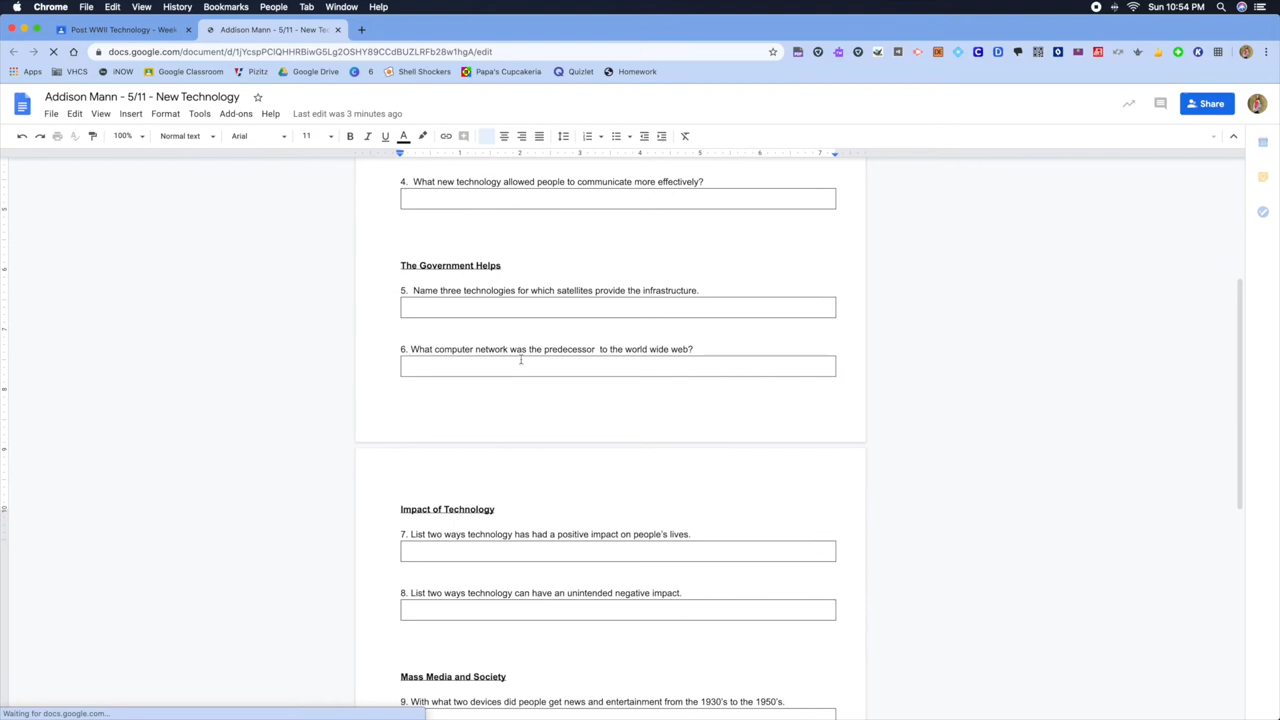 Chrome File Edit View History Bookmarks People Tab Window Help Sun 10:54 PM
Post WWII Technology - Week Addison Mann - 5/11 - New Tec
docs.google.com/document/d/1jYcspPClQHHRBiwG5Lg2OSHY89CCdBUZLRFb28w1hgA/edit
Apps VHCS iNOW Google Classroom Pizitz Google Drive 6 Shell Shockers Papa's Cupcakeria Quizlet Homework
Addison Mann - 5/11 - New Technology
File Edit View Insert Format Tools Add-ons Help Last edit was 3 minutes ago
Share
100% Normal text Arial 11
1 2 3 4 5 6 7
4. What new technology allowed people to communicate more effectively?
The Government Helps
5. Name three technologies for which satellites provide the infrastructure.
6. What computer network was the predecessor to the world wide web?
Impact of Technology
7. List two ways technology has had a positive impact on people's lives.
8. List two ways technology can have an unintended negative impact.
Mass Media and Society
9. With what two devices did people get news and entertainment from the 1930's to the 1950's.
Waiting for docs.google.com...